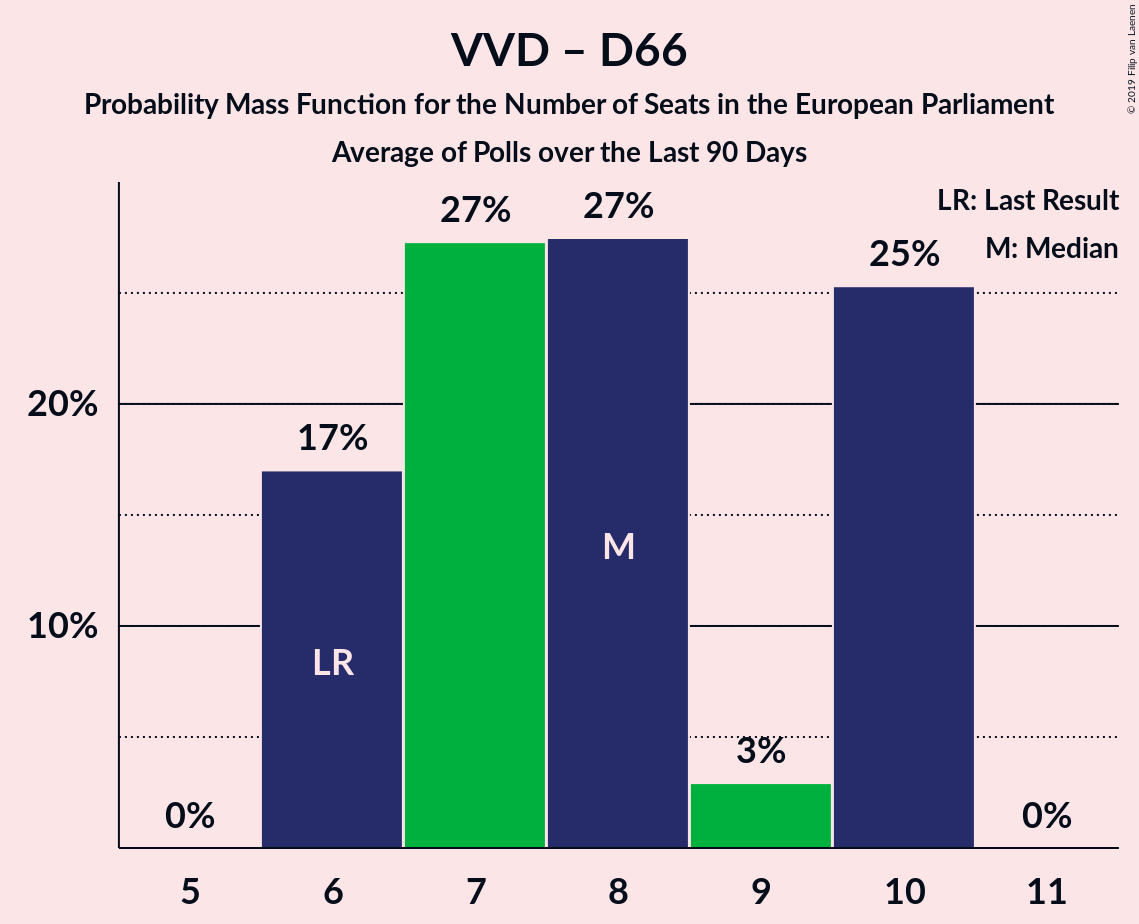 VVD – D66
Probability Mass Function for the Number of Seats in the European Parliament
Average of Polls over the Last 90 Days
© 2019 Filip van Laenen
LR: Last Result
M: Median
27%
27%
25%
20%
17%
M
10%
LR
3%
0%
0%
5 6 7 8 9 10 11